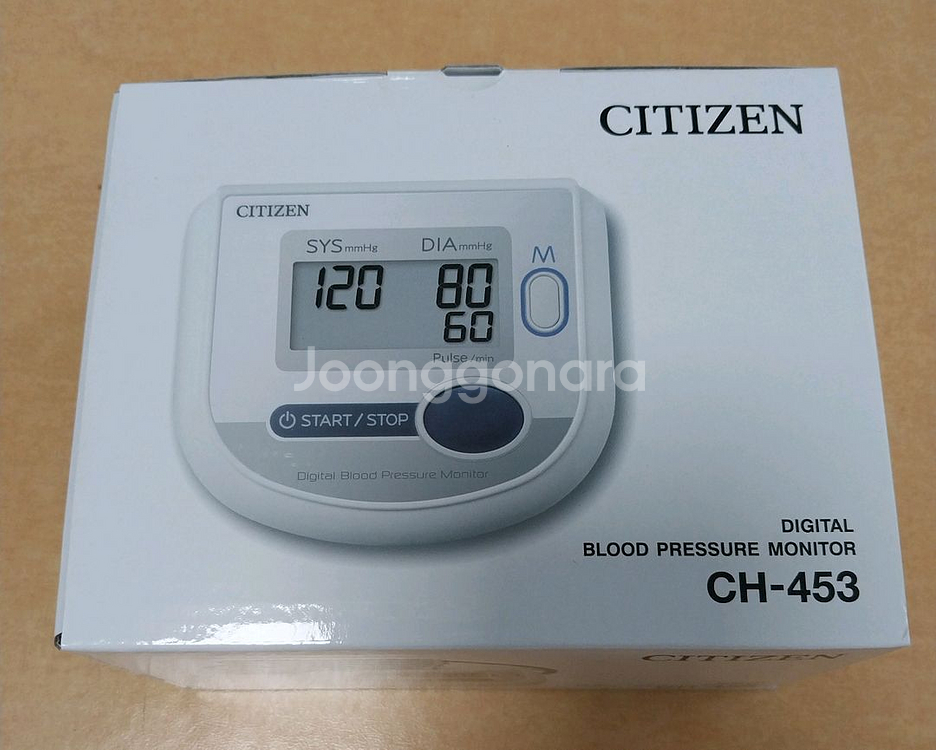 CITIZEN
CITIZEN
SYS mmHg DIA mmHg
M
120 80
60
Pulse /min
Joonggonara
START / STOP
Digital Blood Pressure Monitor
DIGITAL
BLOOD PRESSURE MONITOR
CH-453
CITIZEN